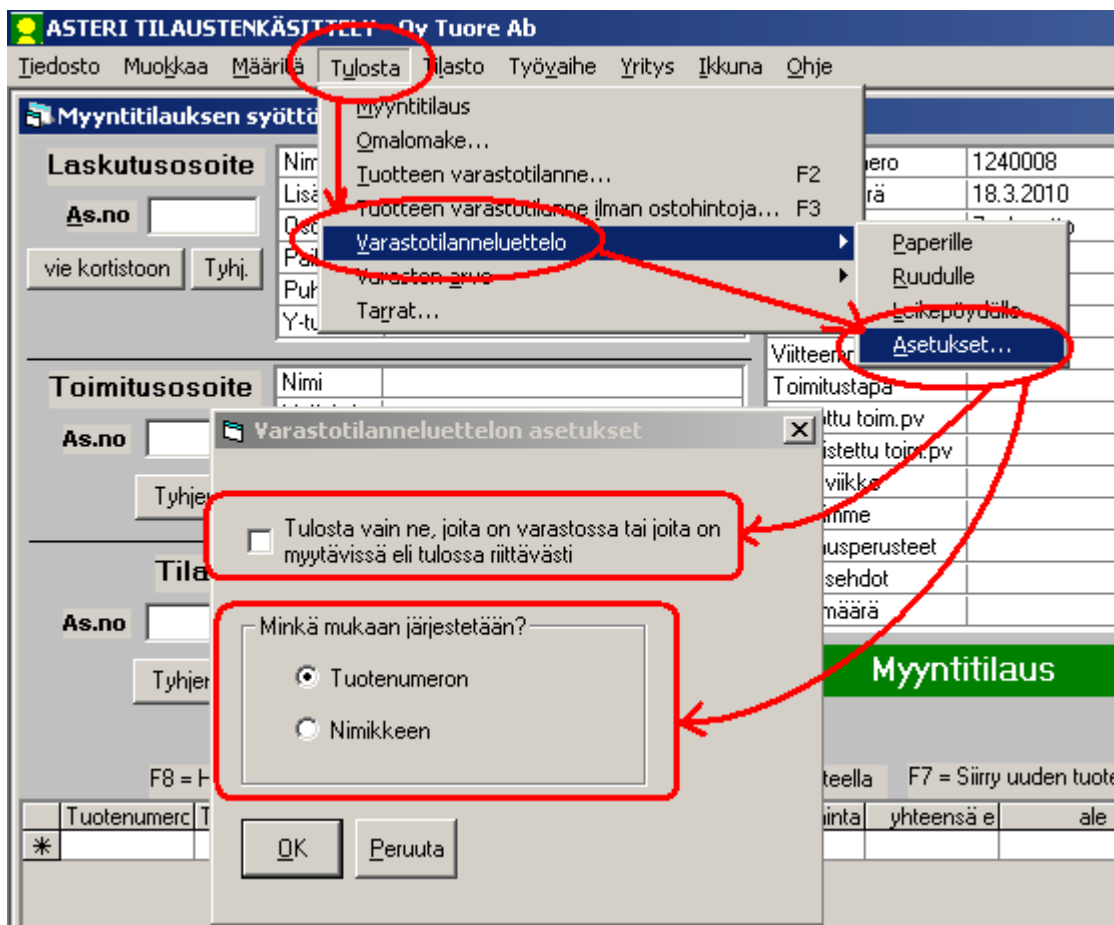 ASTERI TILAUSTENKÄSITTELY - Oy Tuore Ab
Tiedosto Muokkaa Määrilä Tulosta Tilasto Työvaihe Yritys Ikkuna Ohje
Myyntitilauksen syöttö
Myyntitilaus
Omalomake...
Tuotteen varastotilanne... F2
Tuotteen varastotilanne ilman ostohintoja... F3
Varastotilanneluettelo
Varaston arvo
Tarrat...
Paperille
Ruudulle
Leikepöydälle
Asetukset...
Laskutusosoite
As.no
vie kortistoon Tyhj.
1240008
18.3.2010
Toimitustapa
Toimitusosoite Nimi
As.no
As.no
Varastotilanneluettelon asetukset
Tulosta vain ne, joita on varastossa tai joita on
myytävissä eli tulossa riittävästi
Minkä mukaan järjestetään?
Tuotenumeron
Nimikkeen
OK Peruuta
Myyntitilaus
F7 = Siirry uuden tuote
yhteensä e ale